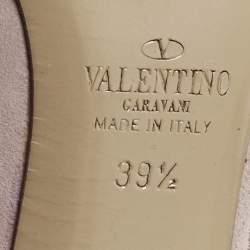 V
VALENTINO
GARAVANI
MADE IN ITALY
39½